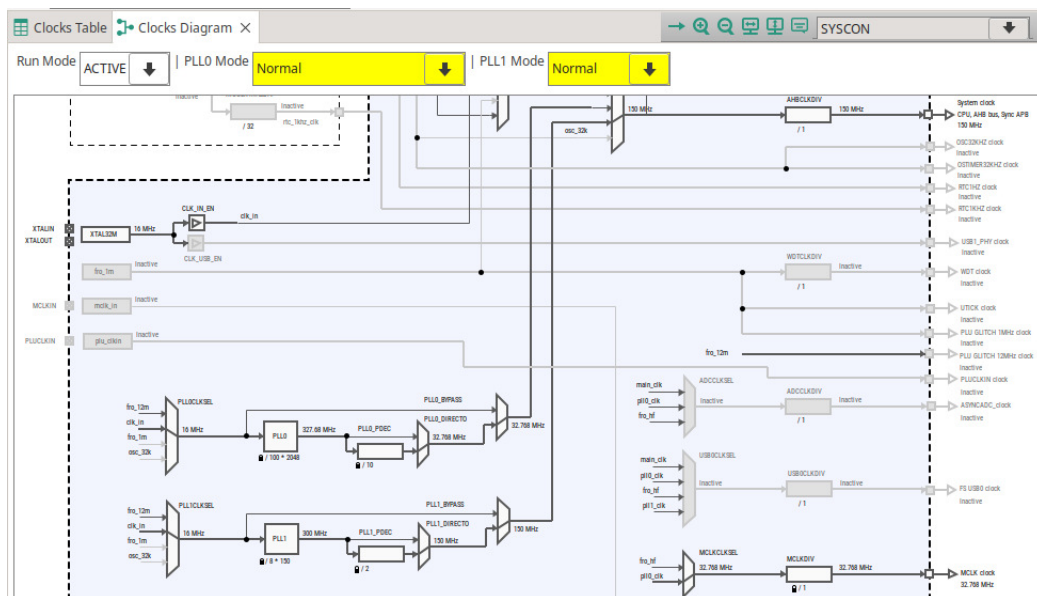 Clocks Table
Clocks Diagram
SYSCON
Run Mode
ACTIVE
| PLL0 Mode
Normal
| PLL1 Mode
Normal
Inactive
Inactive
rtc_1khz_clk
/ 32
osc_32k
150 MHz
AHBCLKDIV
150 MHz
/ 1
System clock
CPU, AHB bus, Sync APB
150 MHz
OSC32KHZ clock
Inactive
OSTIMER32KHZ clock
Inactive
RTC1HZ clock
Inactive
RTC1KHZ clock
Inactive
XTALIN
XTALOUT
XTAL32M
16 MHz
CLK_IN_EN
clk_in
CLK_USB_EN
USB1_PHY clock
Inactive
fro_1m
Inactive
WDTCLKDIV
Inactive
/ 1
WDT clock
Inactive
MCLKIN
mclk_in
Inactive
UTICK clock
Inactive
PLUCLKIN
plu_clkin
Inactive
PLU GLITCH 1MHz clock
Inactive
fro_12m
PLU GLITCH 12MHz clock
Inactive
PLUCLKIN clock
Inactive
main_clk
pll0_clk
fro_hf
ADCCLKSEL
Inactive
ADCCLKDIV
Inactive
/ 1
ASYNCADC_clock
Inactive
fro_12m
clk_in
fro_1m
osc_32k
PLL0CLKSEL
16 MHz
PLL0
/ 100 * 2048
327.68 MHz
PLL0_PDEC
/ 10
PLL0_DIRECTO
32.768 MHz
PLL0_BYPASS
32.768 MHz
main_clk
pll0_clk
fro_hf
pll1_clk
USB0CLKSEL
Inactive
USB0CLKDIV
Inactive
/ 1
FS USB0 clock
Inactive
fro_12m
clk_in
fro_1m
osc_32k
PLL1CLKSEL
16 MHz
PLL1
/ 8 * 150
300 MHz
PLL1_PDEC
/ 2
PLL1_DIRECTO
150 MHz
PLL1_BYPASS
150 MHz
fro_hf
pll0_clk
MCLKCLKSEL
32.768 MHz
MCLKDIV
32.768 MHz
/ 1
MCLK clock
32.768 MHz